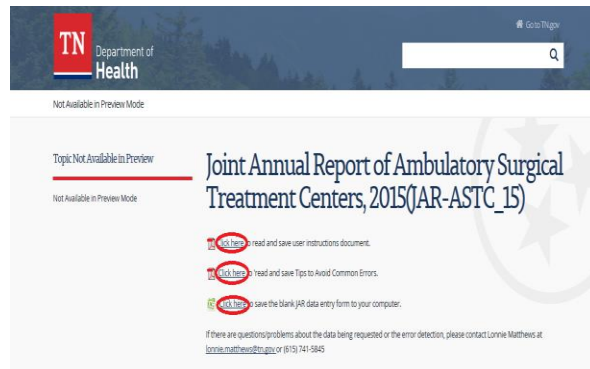 Go to TN.gov
TN
Department of
Health
Not Available in Preview Mode
Topic Not Available in Preview
Not Available in Preview Mode
Joint Annual Report of Ambulatory Surgical
Treatment Centers, 2015(JAR-ASTC_15)
Click here to read and save user instructions document.
Click here to 'read and save Tips to Avoid Common Errors.
Click here to save the blank JAR data entry form to your computer.
If there are questions/problems about the data being requested or the error detection, please contact Lonnie Matthews at
lonnie.matthews@tn.gov or (615) 741-5845